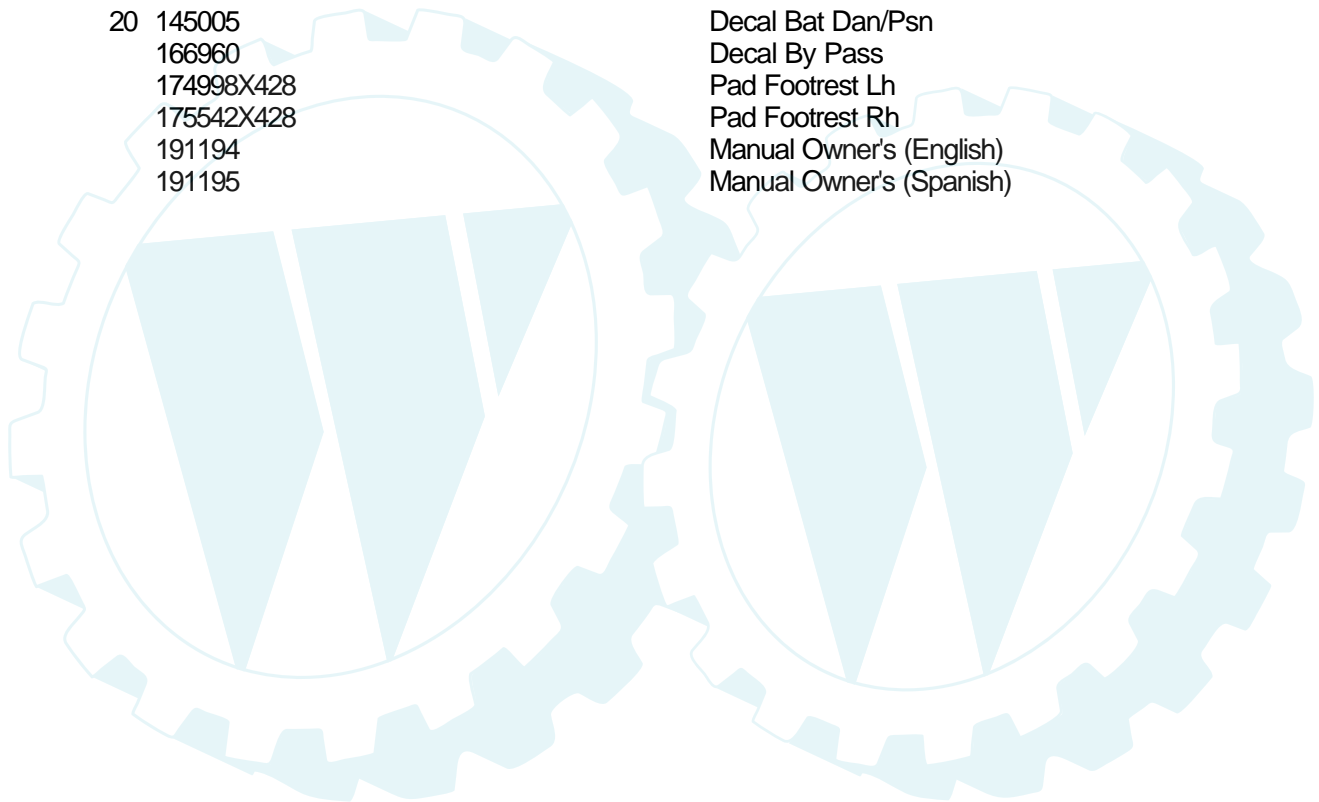 20 145005 Decal Bat Dan/Psn
166960 Decal By Pass
174998X428 Pad Footrest Lh
175542X428 Pad Footrest Rh
191194 Manual Owner's (English)
191195 Manual Owner's (Spanish)